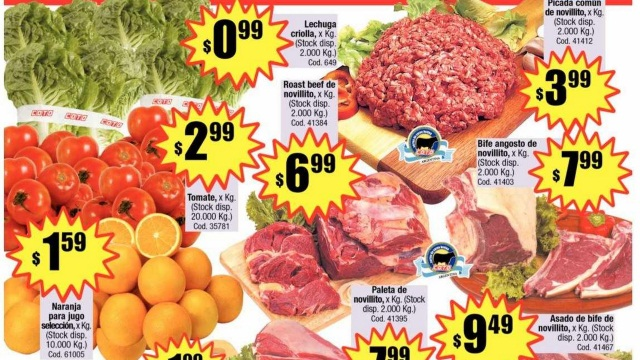 Lechuga
criolla, x Kg.
(Stock disp.
2.000 Kg.)
Cod. 649
$0.99
Picada común
de novillito, x Kg.
(Stock disp.
2.000 Kg.)
Cod. 41412
$3.99
Roast beef de
novillito, x Kg.
(Stock disp.
2.000 Kg.)
Cod. 41384
$6.99
COTO
COTO
COTO
$2.99
Tomate, x Kg.
(Stock disp.
20.000 Kg.)
Cod. 35781
Bife angosto de
novillito, x Kg.
(Stock disp.
2.000 Kg.)
Cod. 41403
$7.99
$1.59
Naranja
para jugo
selección, x Kg.
(Stock disp.
10.000 Kg.)
Cod. 61005
Paleta de
novillito, x Kg. (Stock
disp. 2.000 Kg.)
Cod. 41395
$9.49
Asado de bife de
novillito, x Kg. (Stock
disp. 2.000 Kg.)
Cod. 41467
7.99